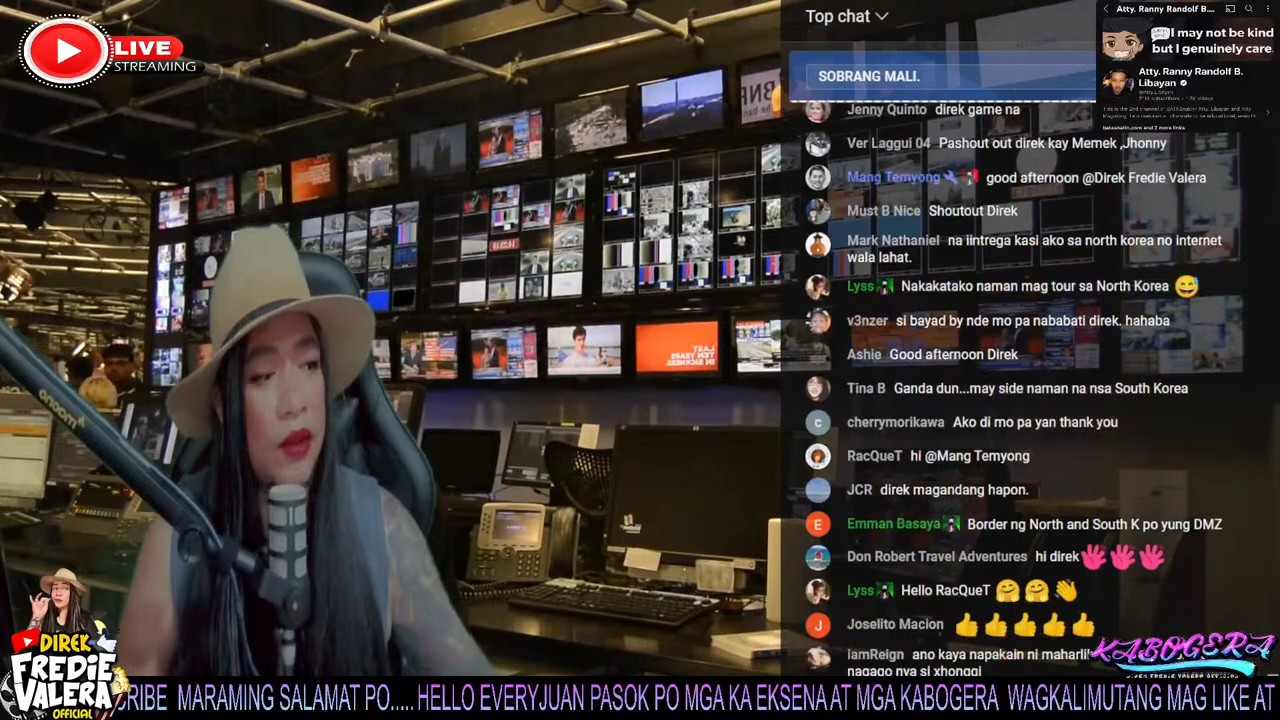 LIVE
STREAMING
Top chat
SOBRANG MALI.
Jenny Quinto direk game na
Ver Laggui 04 Pashout out direk kay Memek ,Jhonny
Mang Temyong good afternoon @Direk Fredie Valera
Must B Nice Shoutout Direk
Mark Nathaniel na iintrega kasi ako sa north korea no internet
wala lahat.
Lyss Nakakatako naman mag tour sa North Korea 😅
v3nzer si bayad by nde mo pa nababati direk. hahaba
Ashie Good afternoon Direk
Tina B Ganda dun...may side naman na nsa South Korea
cherrymorikawa Ako di mo pa yan thank you
RacQueT hi @Mang Temyong
JCR direk magandang hapon.
Emman Basaya Border ng North and South K po yung DMZ
Don Robert Travel Adventures hi direk
Lyss Hello RacQueT 🤗 🤗 👋
Joselito Macion 👍 👍 👍 👍 👍
iamReign ano kaya napakain ni
nagago nya si xhonggi
Atty. Ranny Randolf B....
I may not be kind
but I genuinely care.
Atty. Ranny Randolf B.
Libayan
KABOGERA
LAST
TEN YEARS
IN SICKNESS
maono
DIREK
FREDIE
VALERA
OFFICIAL
CRIBE MARAMING SALAMAT PO..... HELLO EVERYJUAN PASOK PO MGA KA EKSENA AT MGA KABOGERA WAGKALIMUTANG MAG LIKE AT